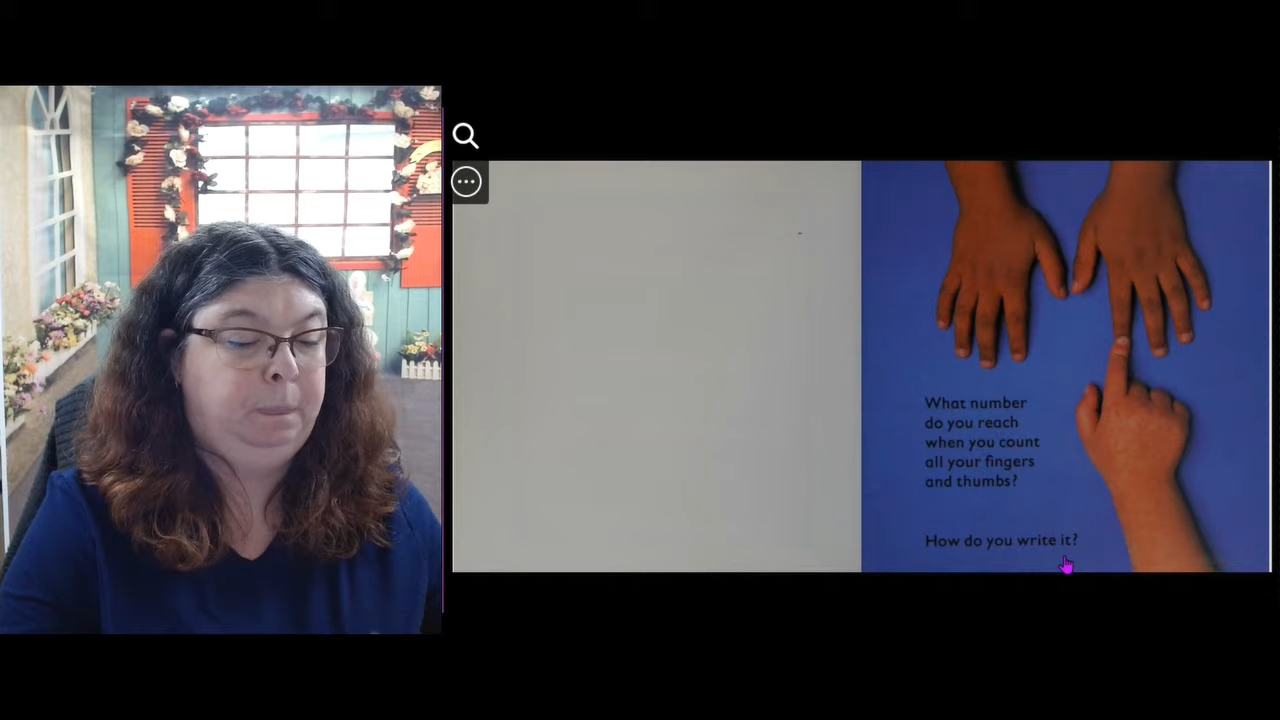 What number
do you reach
when you count
all your fingers
and thumbs?
How do you write it?